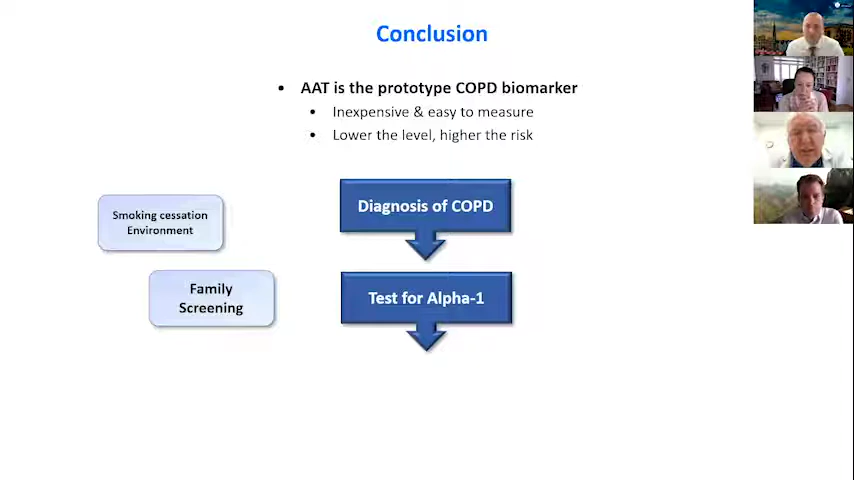 Conclusion
• AAT is the prototype COPD biomarker
• Inexpensive & easy to measure
• Lower the level, higher the risk
Diagnosis of COPD
Smoking cessation
Environment
Test for Alpha-1
Family
Screening